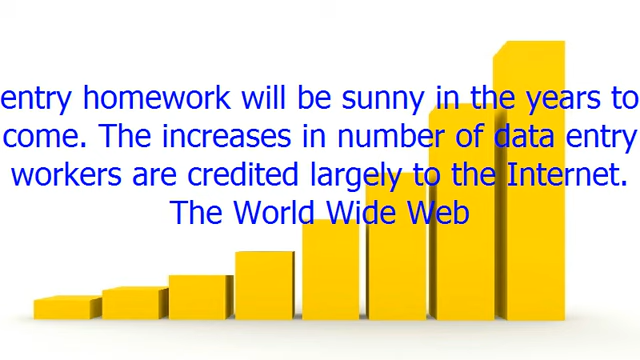 entry homework will be sunny in the years to
come. The increases in number of data entry
workers are credited largely to the Internet.
The World Wide Web